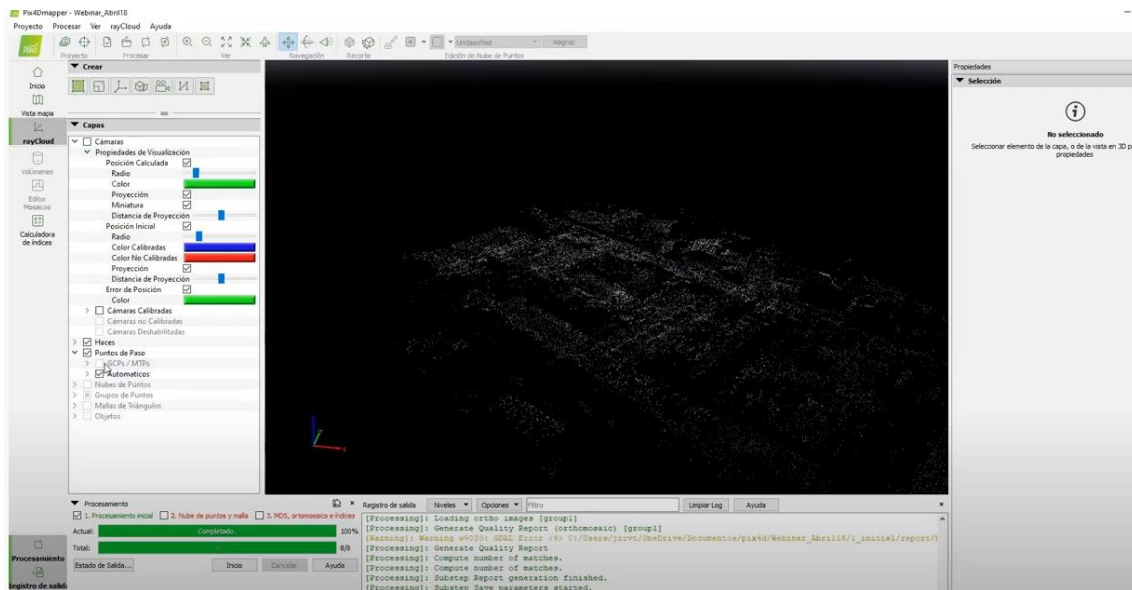 Pix4Dmapper - Webinar_Abril18
Proyecto Procesar Ver rayCloud Ayuda
Unclassified Asignar
Proyecto Procesar Ver Navegación Recorte Edición de Nube de Puntos
Inicio
Vista mapa
rayCloud
Volúmenes
Editor Mosaicos
Calculadora de índices
Procesamiento
Registro de salida
Crear
Capas
Cámaras
Propiedades de Visualización
Posición Calculada
Radio
Color
Proyección
Miniatura
Distancia de Proyección
Posición Inicial
Radio
Color Calibradas
Color No Calibradas
Proyección
Distancia de Proyección
Error de Posición
Color
Cámaras Calibradas
Cámaras no Calibradas
Cámaras Deshabilitadas
Haces
Puntos de Paso
GCPs / MTPs
Automaticos
Nubes de Puntos
Grupos de Puntos
Mallas de Triángulos
Objetos
Propiedades
Selección
No seleccionado
Seleccionar elemento de la capa, o de la vista en 3D p
propiedades
Procesamiento
1. Procesamiento inicial 2. Nube de puntos y malla 3. MDS, ortomosaico e índices
Actual: Completado. 100%
Total: 8/8
Estado de Salida... Inicio Cancelar Ayuda
Registro de salida Niveles Opciones Filtro Limpiar Log Ayuda
[Processing]: Loading ortho images [group1]
[Processing]: Generate Quality Report (orthomosaic) [group1]
[Warning]: Warning w9020: GDAL Error <4> C:/Users/jrrvt/OneDrive/Documentos/pix4d/Webinar_Abril18/1_initial/report/
[Processing]: Generate Quality Report
[Processing]: Compute number of matches.
[Processing]: Compute number of matches.
[Processing]: Substep Report generation finished.
[Processing]: Substep Save parameters started.